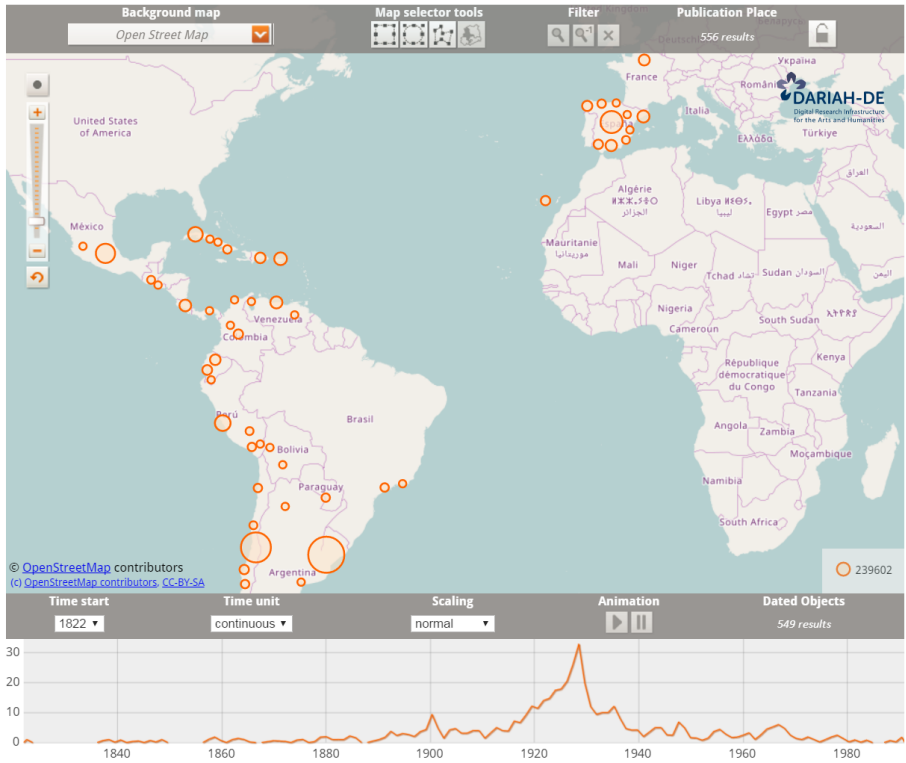 Background map
Map selector tools
Filter
Publication Place
Open Street Map
556 results
Україна
France
Români
DARIAH-DE
Digital Research Infrastructure
for the Arts and Humanities
Italia
España
Ελλάδα
Türkiye
United States
of America
العراق
Algérie
ⵍⵣⵣⴰⵢⴻⵔ
الجزائر
Libya ⵍⵉⴱⵢⴰ
ليبيا
Egypt مصر
السعودية
México
Mauritanie
موريتانيا
Mali
Niger
Tchad تشاد
Sudan السودان
اليمن
Venezuela
Colombia
Nigeria
South Sudan
ኢትዮጵያ
Cameroun
Kenya
République
démocratique
du Congo
Tanzania
Perú
Brasil
Angola
Zambia
Bolivia
Moçambique
Paraguay
Namibia
South Africa
Argentina
© OpenStreetMap contributors
(c) OpenStreetMap contributors, CC-BY-SA
239602
Time start
Time unit
Scaling
Animation
Dated Objects
1822
continuous
normal
549 results
30
20
10
0
1840
1860
1880
1900
1920
1940
1960
1980